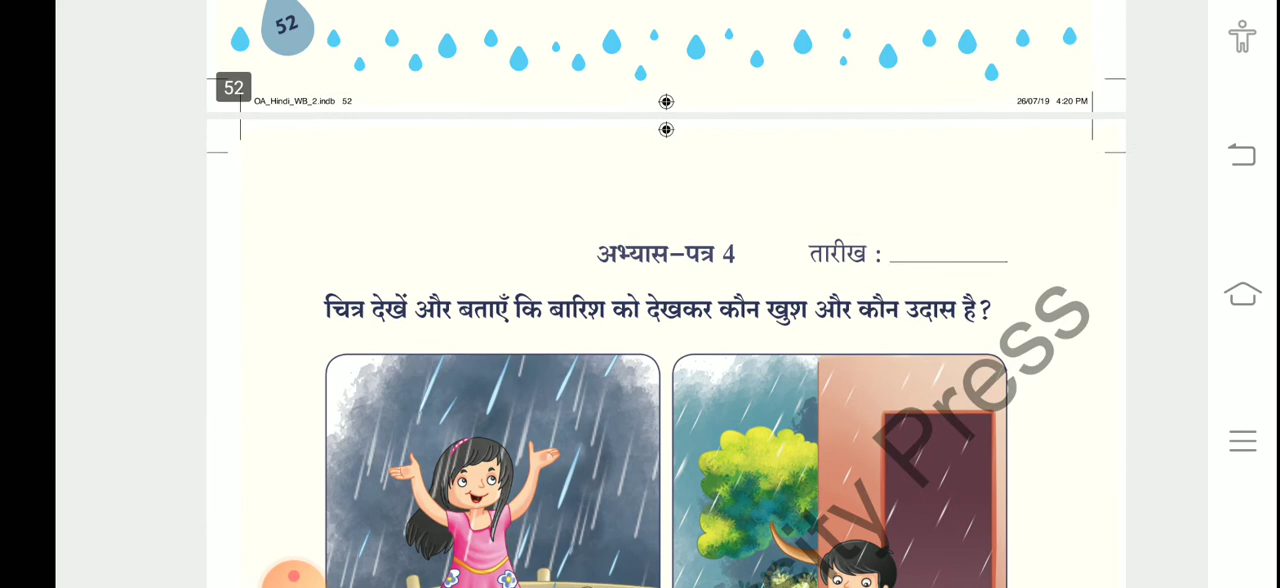 52
52
OA_Hindi_WB_2.indb 52
26/07/19 4:20 PM
अभ्यास-पत्र 4
तारीख :
चित्र देखें और बताएँ कि बारिश को देखकर कौन खुश और कौन उदास है?
ity Press